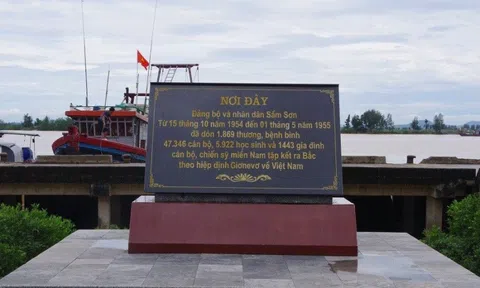 NƠI ĐÂY
Đảng bộ và nhân dân Sầm Sơn
Từ 15 tháng 10 năm 1954 đến 01 tháng 5 năm 1955
đã đón 1.869 thương, bệnh binh
47.346 cán bộ, 5.922 học sinh và 1443 gia đình
cán bộ, chiến sỹ miền Nam tập kết ra Bắc
theo hiệp định Giơnevơ về Việt Nam